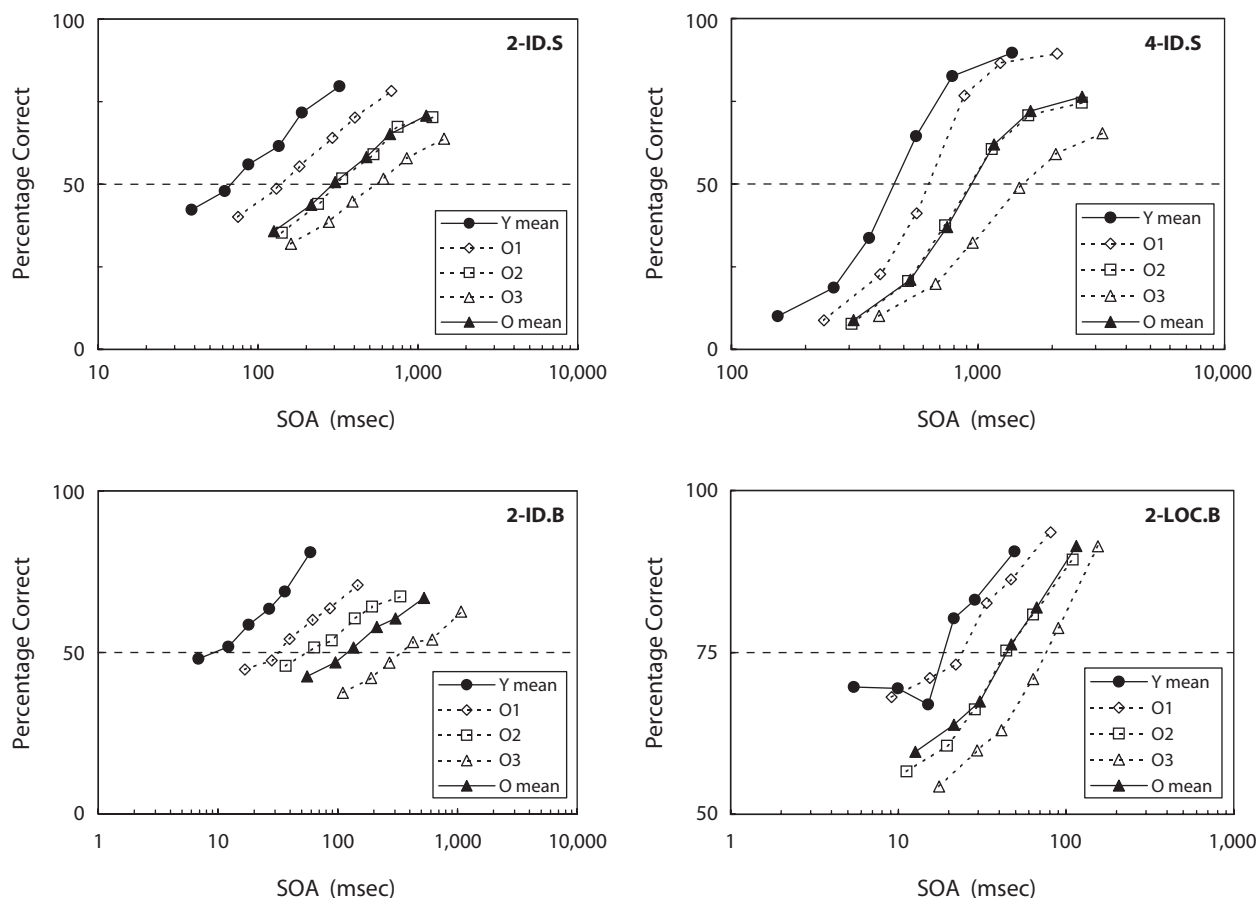 100
2-ID.S
Percentage Correct
50
Y mean
O1
O2
O3
O mean
0
10
100
1,000
10,000
SOA (msec)
100
4-ID.S
Percentage Correct
50
Y mean
O1
O2
O3
O mean
0
100
1,000
10,000
SOA (msec)
100
2-ID.B
Percentage Correct
50
Y mean
O1
O2
O3
O mean
0
1
10
100
1,000
10,000
SOA (msec)
100
2-LOC.B
Percentage Correct
75
Y mean
O1
O2
O3
O mean
50
1
10
100
1,000
SOA (msec)